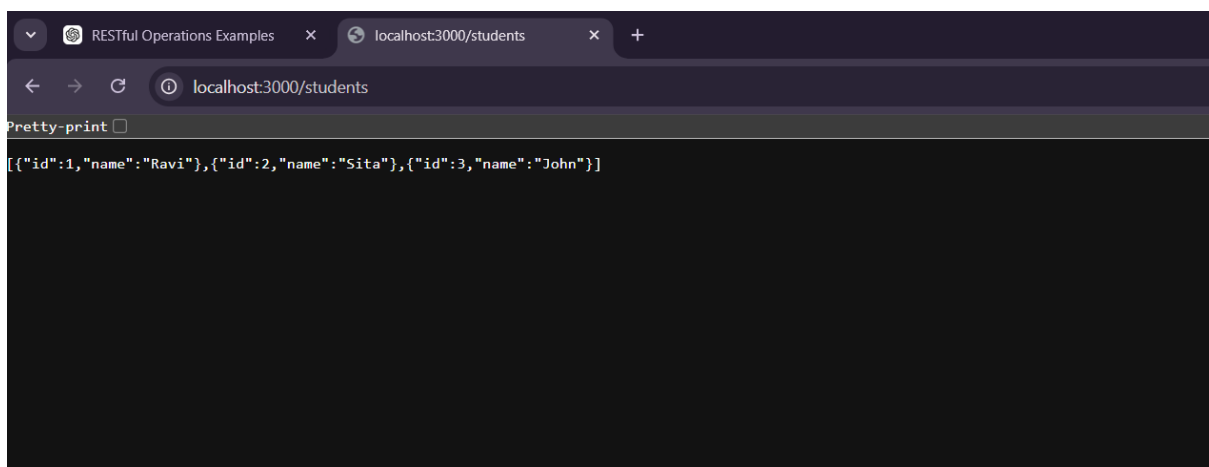 RESTful Operations Examples
localhost:3000/students
localhost:3000/students
Pretty-print
[{"id":1,"name":"Ravi"},{"id":2,"name":"Sita"},{"id":3,"name":"John"}]